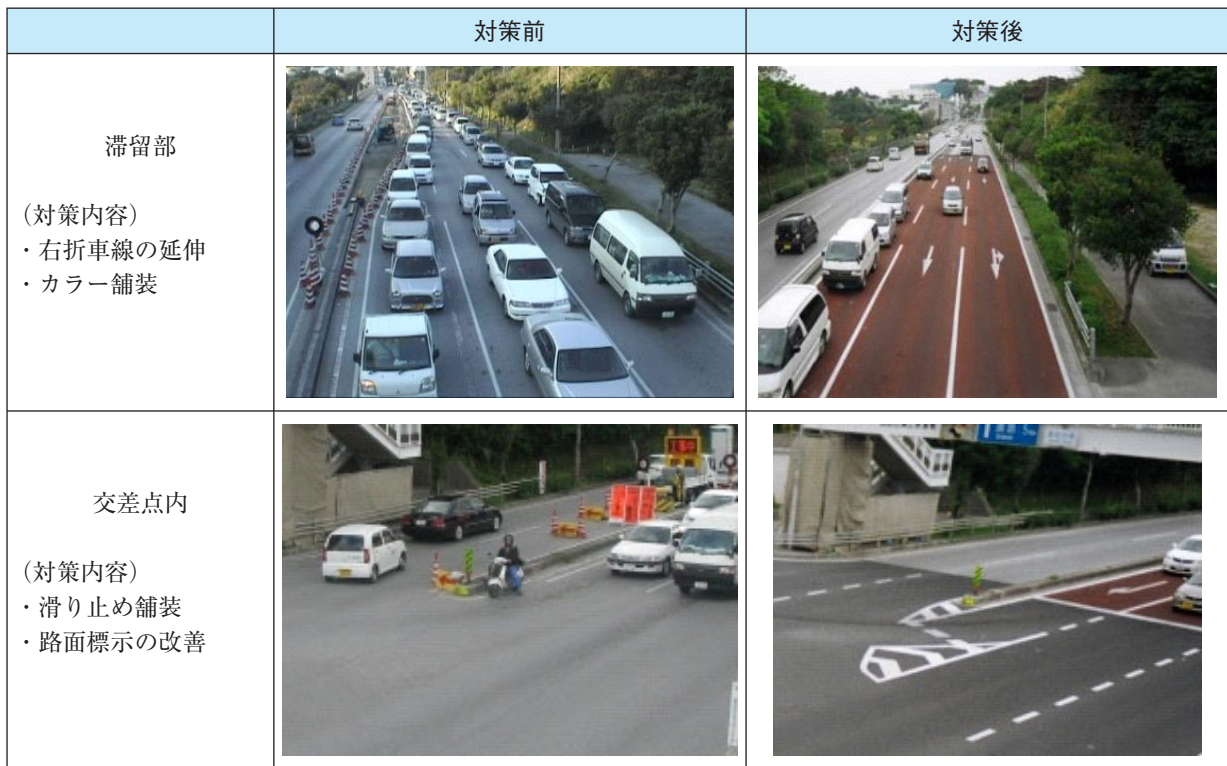 対策前
対策後
滞留部
（対策内容）
・右折車線の延伸
・カラー舗装
交差点内
（対策内容）
・滑り止め舗装
・路面標示の改善